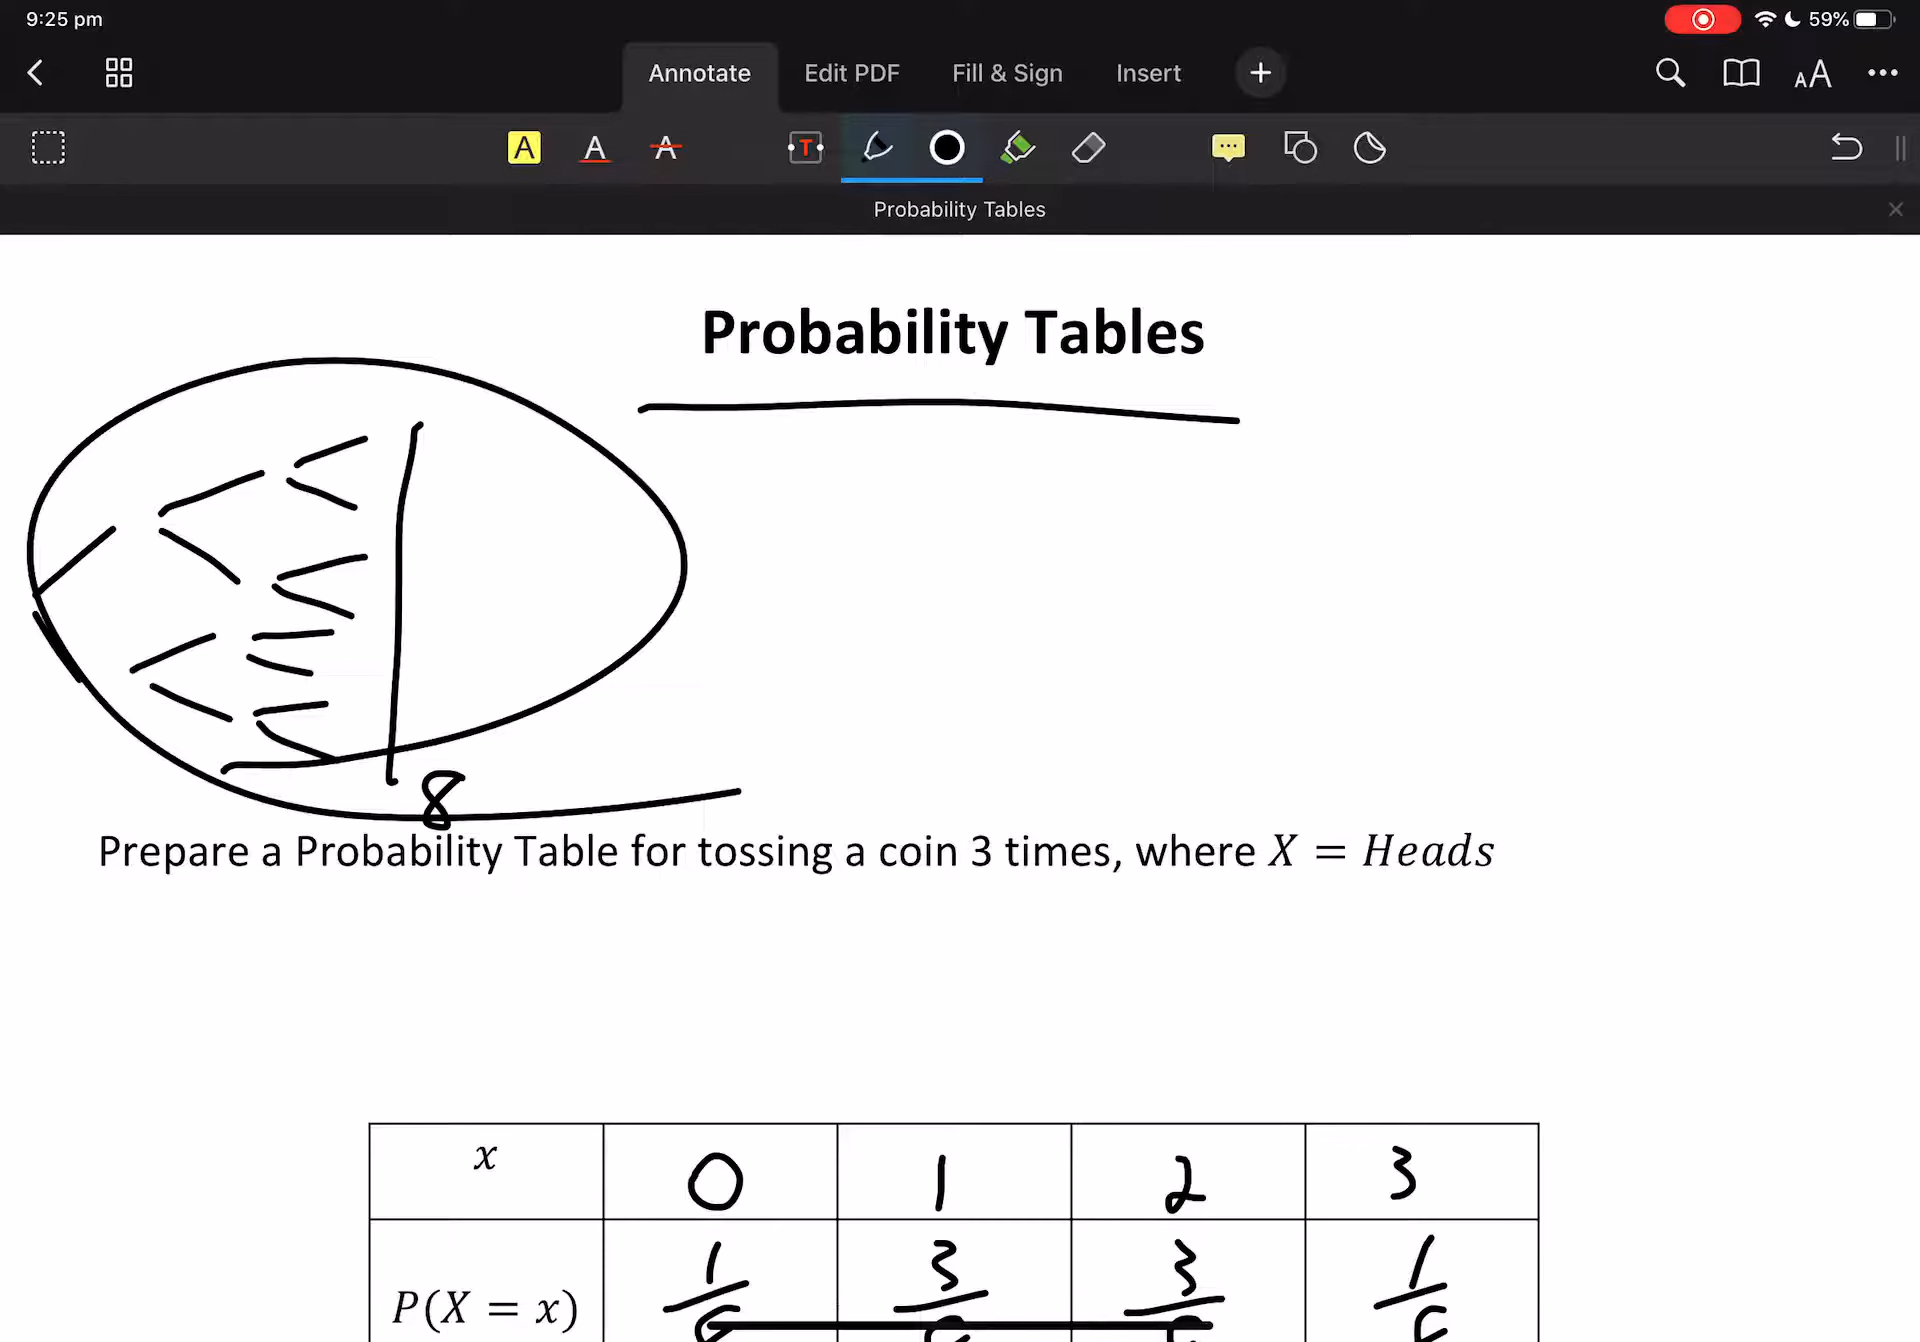 9:25 pm
59%
Annotate Edit PDF Fill & Sign Insert
AA
A A A T
Probability Tables
Probability Tables
8
Prepare a Probability Table for tossing a coin 3 times, where X = Heads
x 0 1 2 3
1 3 3 1
P(X = x)